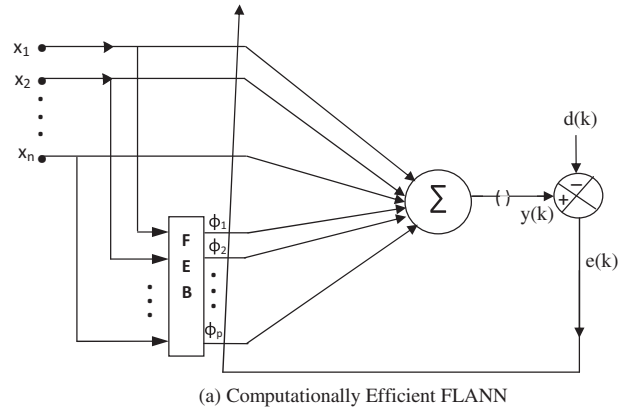 x1
x2
xn
F
E
B
ϕ1
ϕ2
ϕp
Σ
( )
d(k)
−
+
y(k)
e(k)
(a) Computationally Efficient FLANN